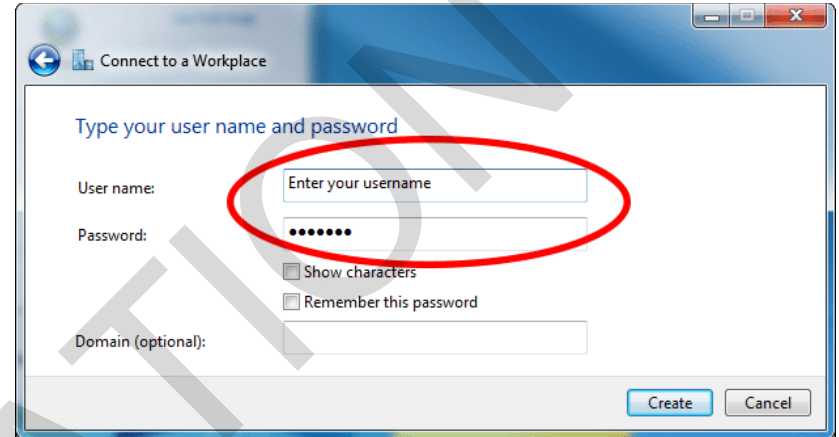 Connect to a Workplace
Type your user name and password
User name:
Enter your username
Password:
•••••••
Show characters
Remember this password
Domain (optional):
Create
Cancel
ATION